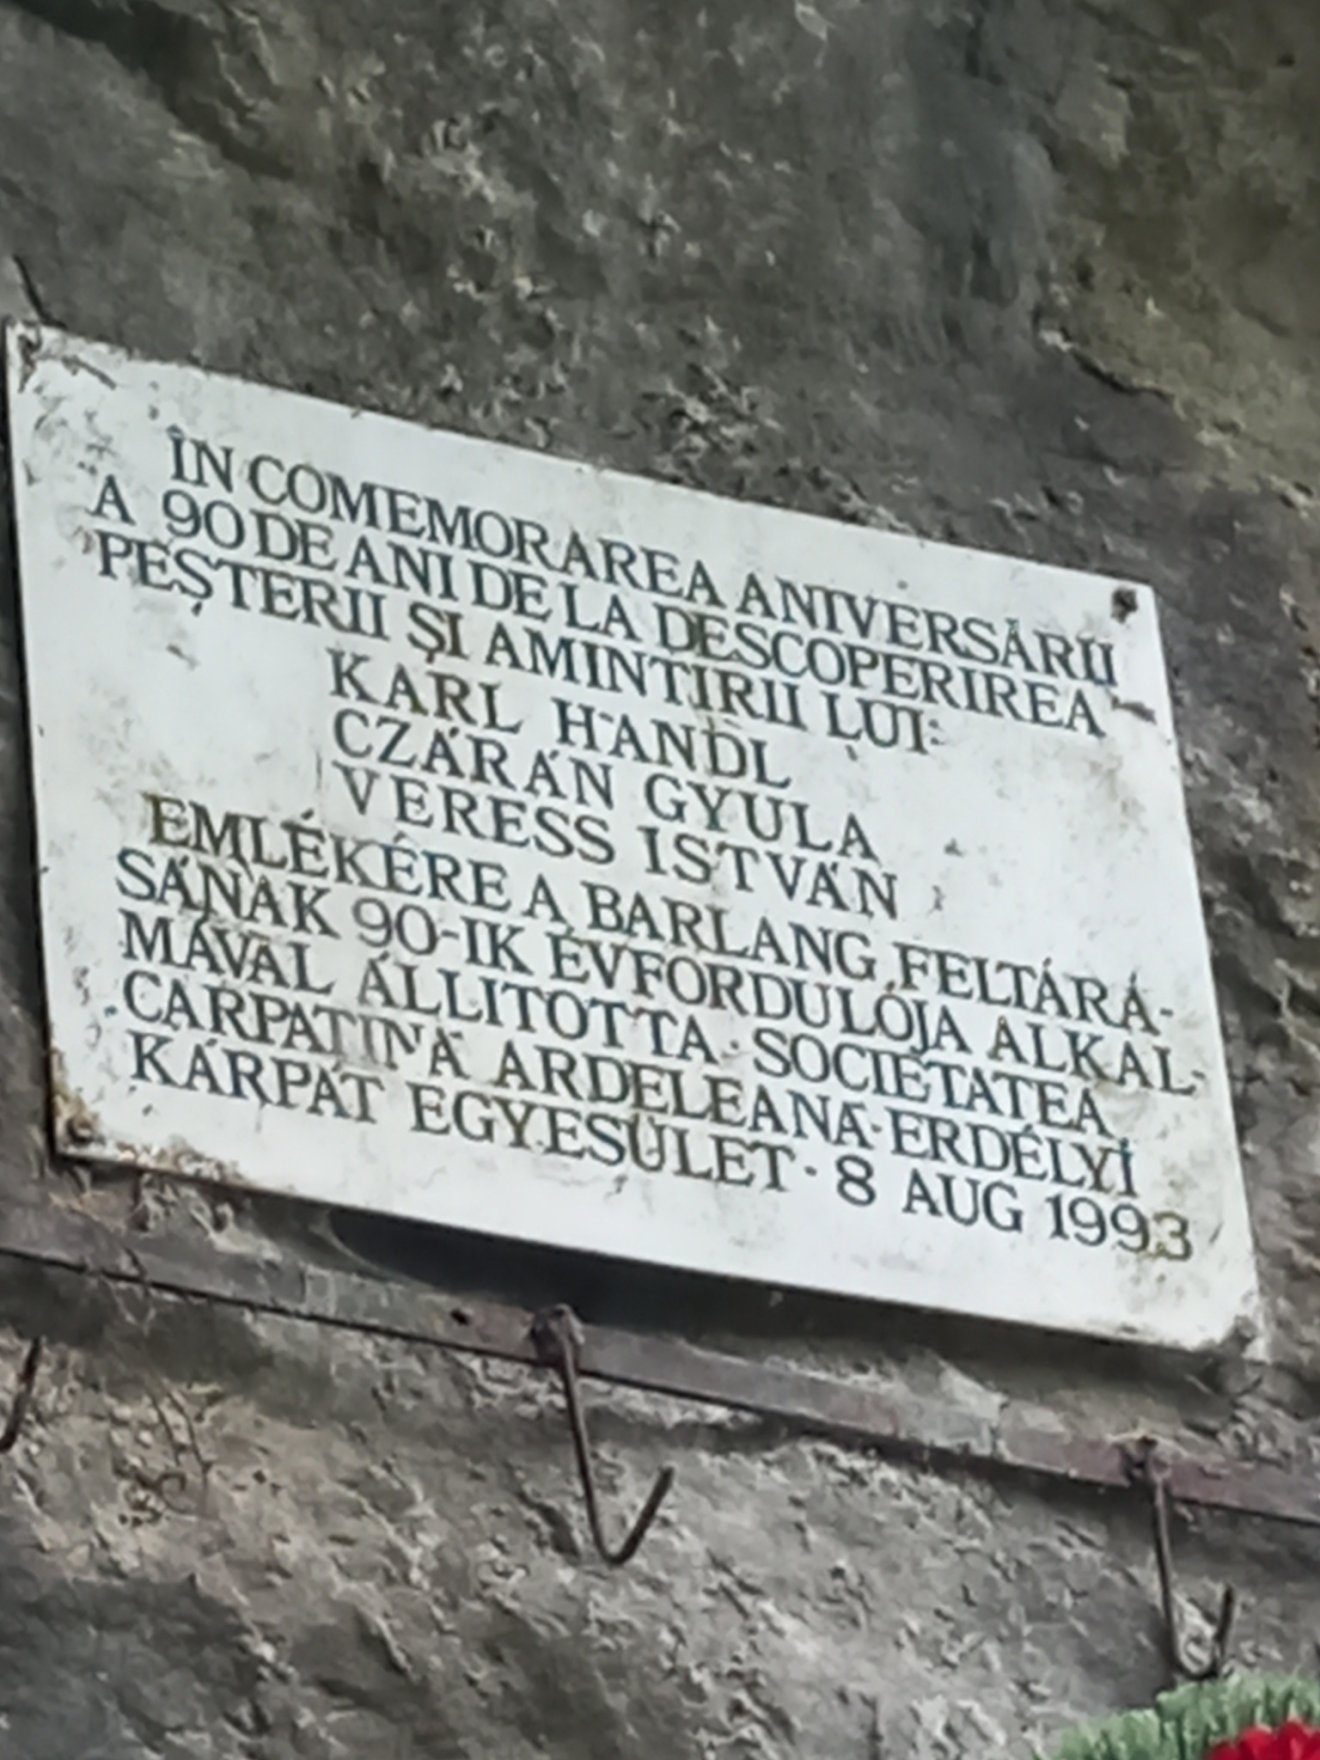 ÎN COMEMORAREA ANIVERSĂRII
A 90 DE ANI DE LA DESCOPERIREA
PEȘTERII ȘI AMINTIRII LUI:
KARL HANDL
CZÁRÁN GYULA
VERESS ISTVÁN
EMLÉKÉRE A BARLANG FELTÁRÁ-
SÁNAK 90-IK ÉVFORDULÓJA ALKAL-
MÁVAL ÁLLITOTTA · SOCIETATEA
CARPATINĂ ARDELEANĂ · ERDÉLYI
KÁRPÁT EGYESÜLET · 8 AUG 1993